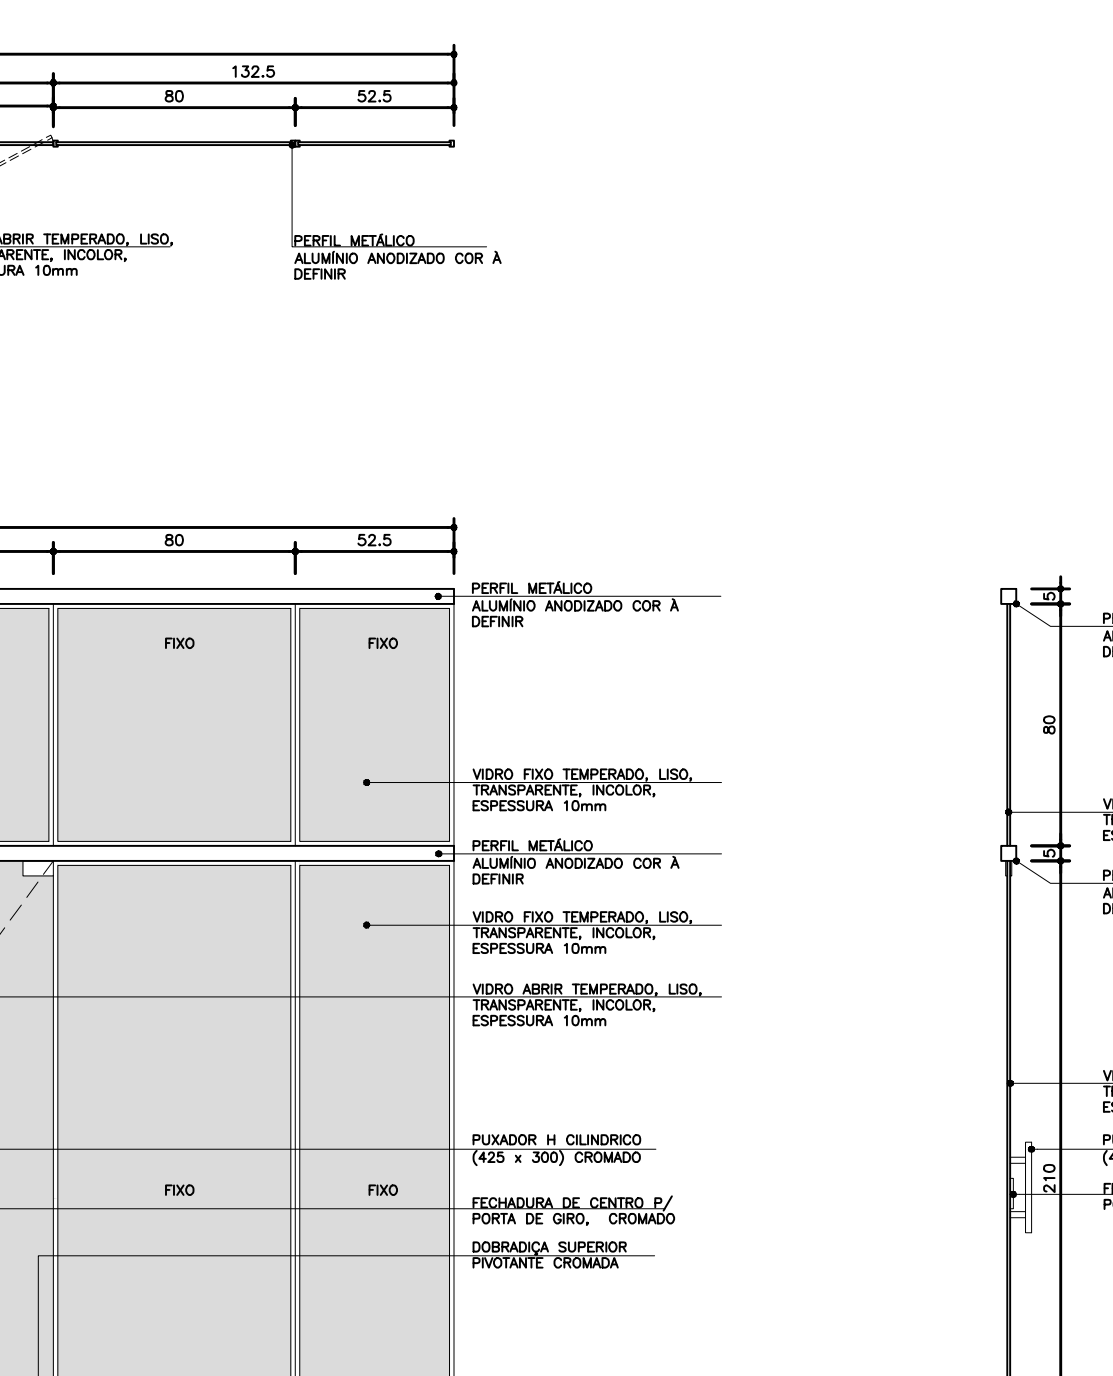 132.5
80
52.5
ABRIR TEMPERADO, LISO,
ARENTE, INCOLOR,
URA 10mm
PERFIL METÁLICO
ALUMÍNIO ANODIZADO COR À
DEFINIR
80
52.5
PERFIL METÁLICO
ALUMÍNIO ANODIZADO COR À
DEFINIR
FIXO
FIXO
VIDRO FIXO TEMPERADO, LISO,
TRANSPARENTE, INCOLOR,
ESPESSURA 10mm
PERFIL METÁLICO
ALUMÍNIO ANODIZADO COR À
DEFINIR
VIDRO FIXO TEMPERADO, LISO,
TRANSPARENTE, INCOLOR,
ESPESSURA 10mm
VIDRO ABRIR TEMPERADO, LISO,
TRANSPARENTE, INCOLOR,
ESPESSURA 10mm
PUXADOR H CILINDRICO
(425 x 300) CROMADO
FIXO
FIXO
FECHADURA DE CENTRO P/
PORTA DE GIRO, CROMADO
DOBRADIÇA SUPERIOR
PIVOTANTE CROMADA
5
80
5
210